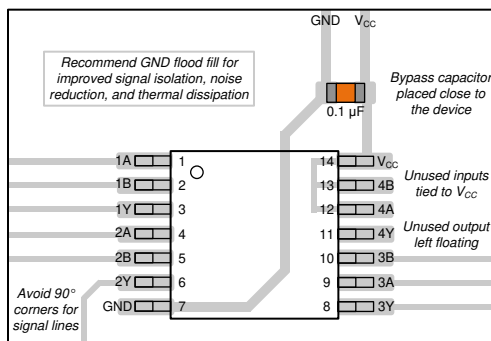 GND VCC
Recommend GND flood fill for
improved signal isolation, noise
reduction, and thermal dissipation
Bypass capacitor
placed close to
the device
0.1 µF
1A 1 14 VCC
1B 2 13 4B
Unused inputs
tied to VCC
1Y 3 12 4A
2A 4 11 4Y
Unused output
left floating
2B 5 10 3B
2Y 6 9 3A
Avoid 90°
corners for
signal lines
GND 7 8 3Y